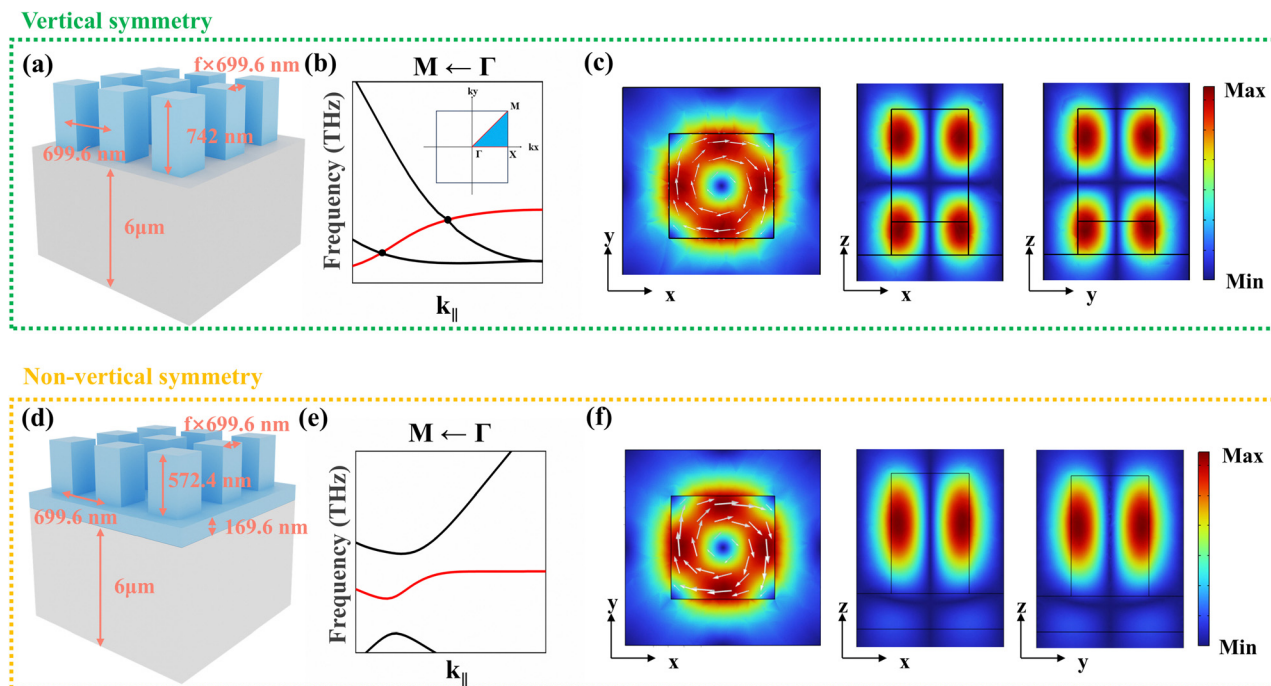 Vertical symmetry
(a)
f×699.6 nm
742 nm
699.6 nm
6μm
(b)
M ← Γ
Frequency (THz)
ky
M
Γ
X
kx
k∥
(c)
y
x
z
x
z
y
Max
Min
Non-vertical symmetry
(d)
f×699.6 nm
572.4 nm
699.6 nm
169.6 nm
6μm
(e)
M ← Γ
Frequency (THz)
k∥
(f)
y
x
z
x
z
y
Max
Min